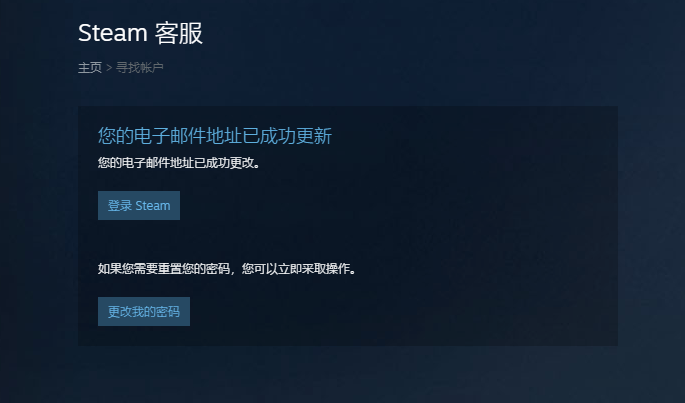 Steam 客服
主页 > 寻找帐户
您的电子邮件地址已成功更新
您的电子邮件地址已成功更改。
登录 Steam
如果您需要重置您的密码，您可以立即采取操作。
更改我的密码